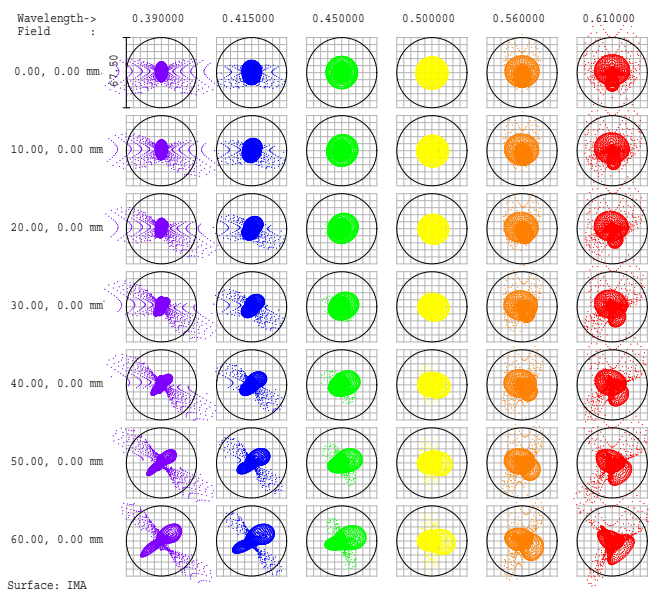 Wavelength-> 0.390000 0.415000 0.450000 0.500000 0.560000 0.610000
Field :
67.50
0.00, 0.00 mm
10.00, 0.00 mm
20.00, 0.00 mm
30.00, 0.00 mm
40.00, 0.00 mm
50.00, 0.00 mm
60.00, 0.00 mm
Surface: IMA